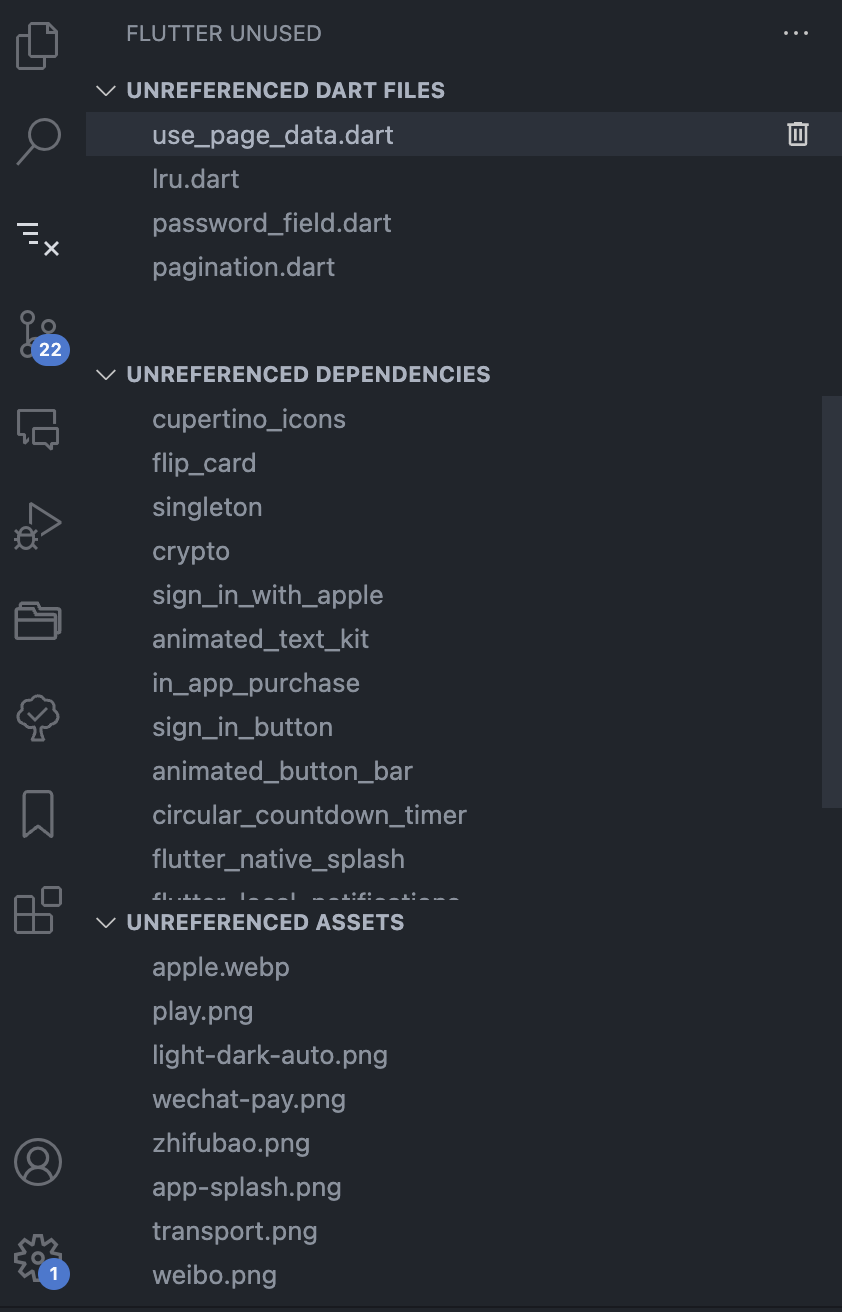 FLUTTER UNUSED
UNREFERENCED DART FILES
use_page_data.dart
lru.dart
password_field.dart
pagination.dart
22
UNREFERENCED DEPENDENCIES
cupertino_icons
flip_card
singleton
crypto
sign_in_with_apple
animated_text_kit
in_app_purchase
sign_in_button
animated_button_bar
circular_countdown_timer
flutter_native_splash
flutter_local_notifications
UNREFERENCED ASSETS
apple.webp
play.png
light-dark-auto.png
wechat-pay.png
zhifubao.png
app-splash.png
transport.png
weibo.png
1